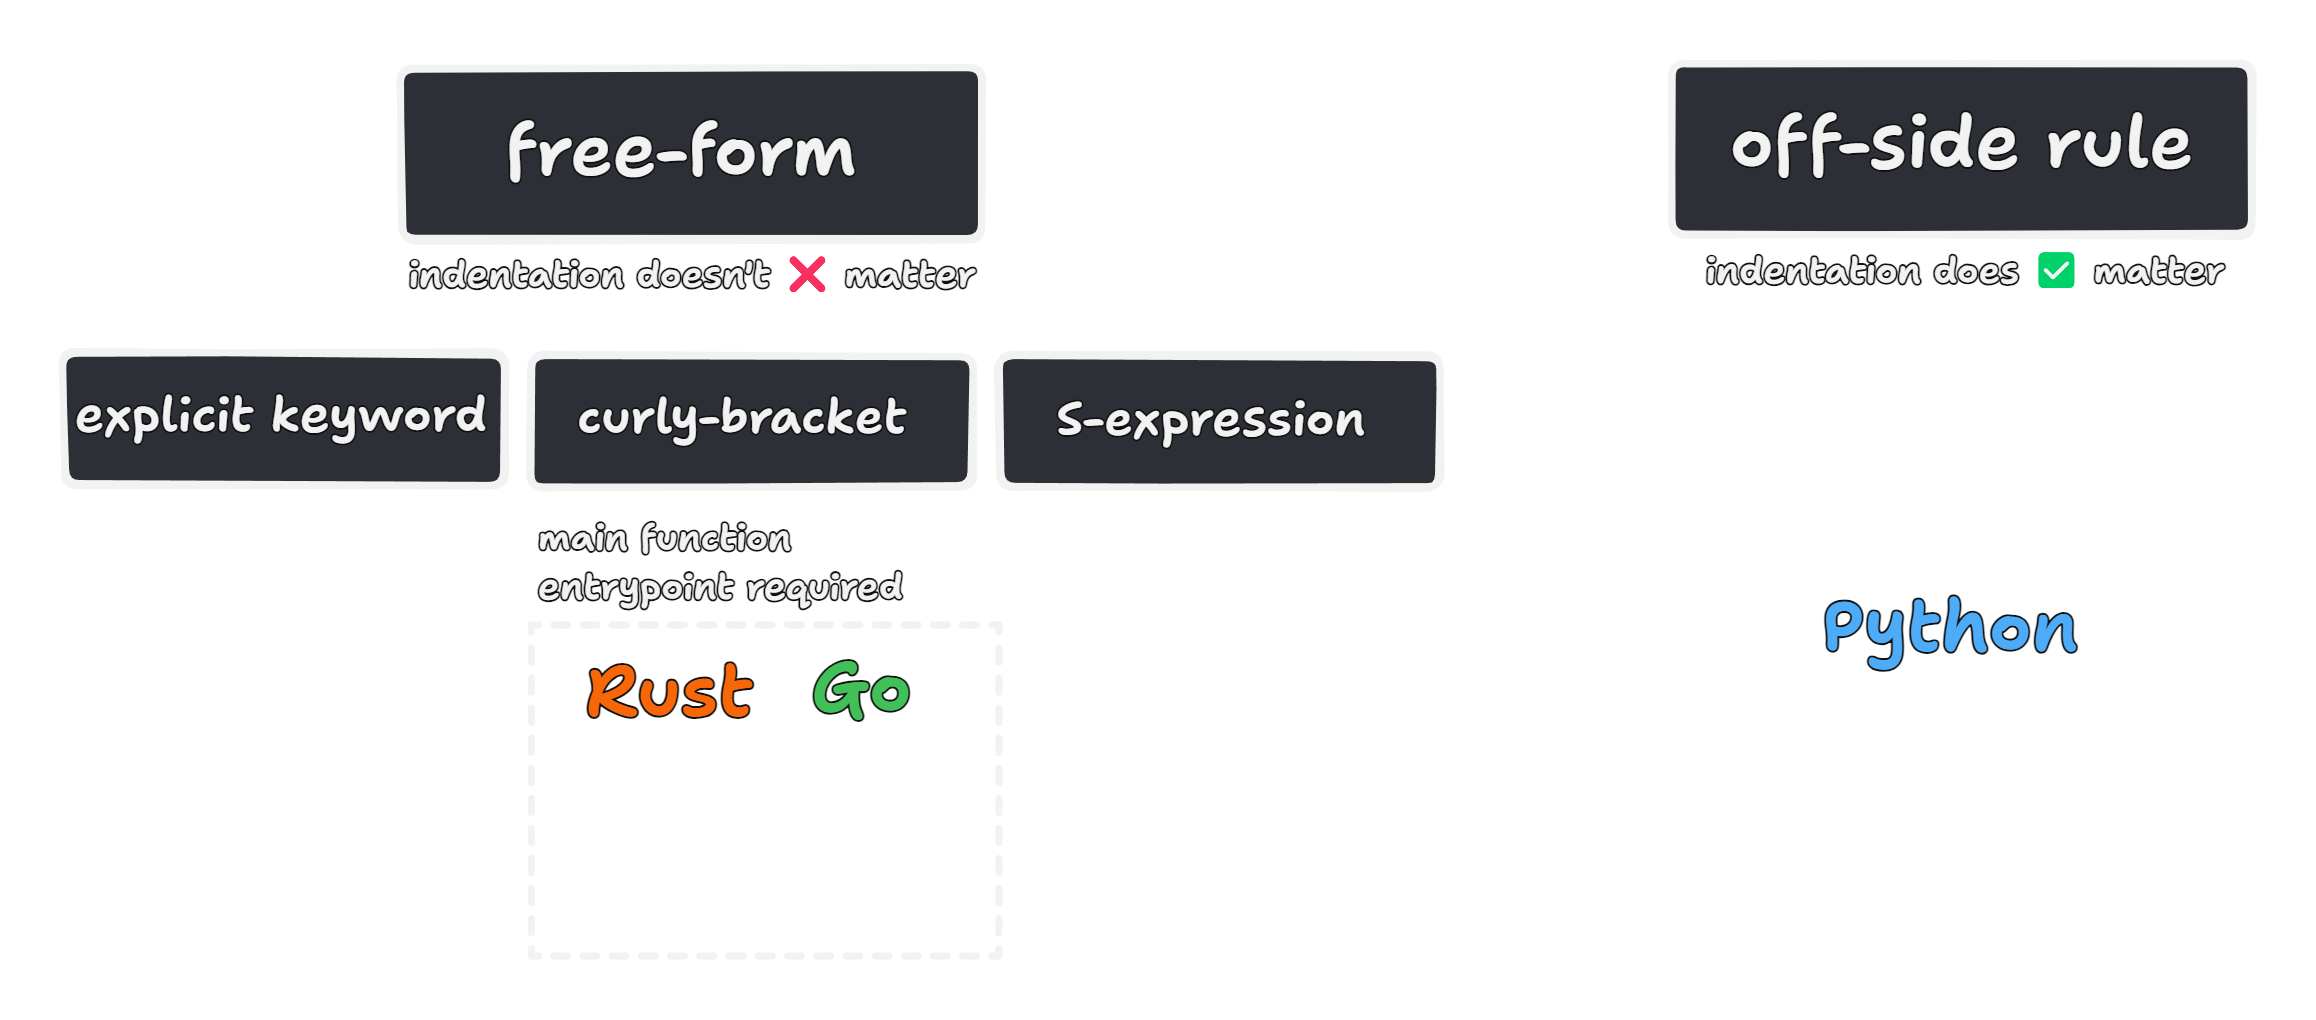 free-form
indentation doesn't ❌ matter
off-side rule
indentation does ✅ matter
explicit keyword
curly-bracket
S-expression
main function
entrypoint required
Rust
Go
Python